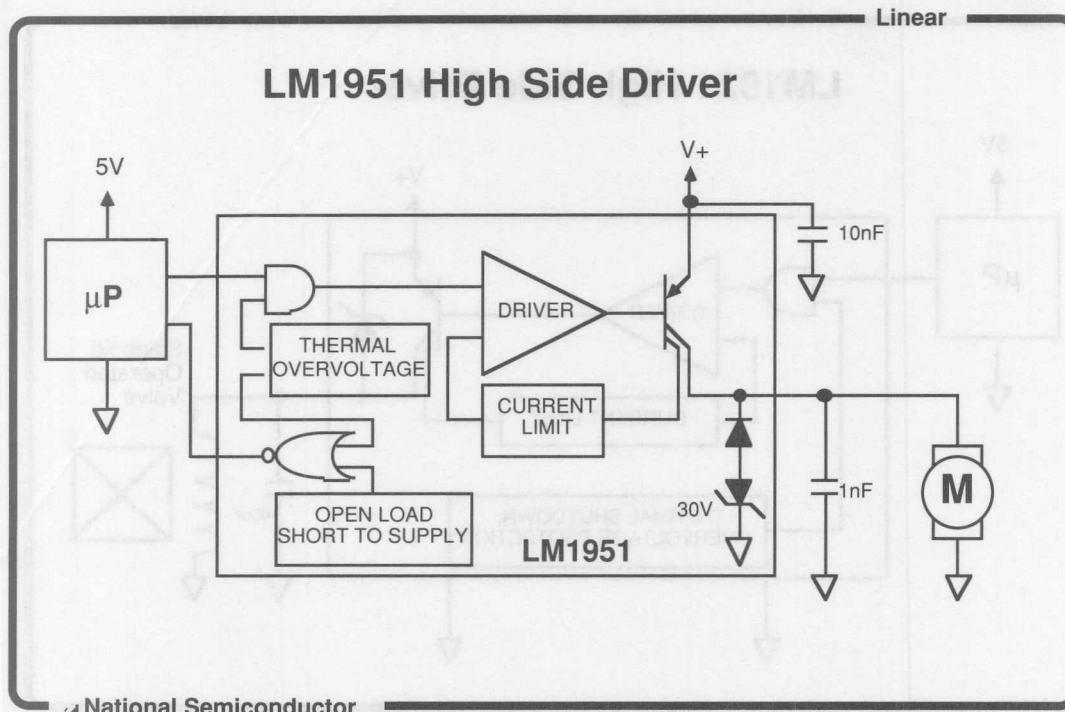 Linear
LM1951 High Side Driver
5V
V+
10nF
µP
DRIVER
THERMAL
OVERVOLTAGE
CURRENT
LIMIT
1nF
M
30V
OPEN LOAD
SHORT TO SUPPLY
LM1951
National Semiconductor